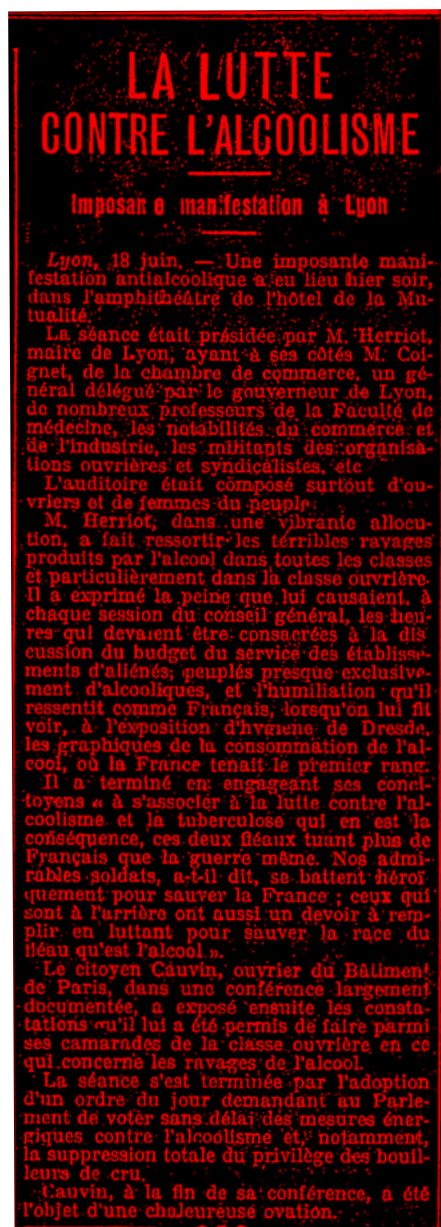 LA LUTTE
CONTRE L'ALCOOLISME
Imposan e manifestation à Lyon
Lyon, 18 juin. — Une imposante mani-
festation antialcoolique a eu lieu hier soir,
dans l'amphithéâtre de l'hôtel de la Mu-
tualité.
La séance était présidée par M. Herriot,
maire de Lyon, ayant à ses côtés M. Coi-
gnet, de la chambre de commerce, un gé-
néral délégué par le gouverneur de Lyon,
de nombreux professeurs de la Faculté de
médecine, les notabilités du commerce et
de l'industrie, les militants des organisa-
tions ouvrières et syndicalistes, etc
L'auditoire était composé surtout d'ou-
vriers et de femmes du peuple.
M. Herriot, dans une vibrante allocu-
tion, a fait ressortir les terribles ravages
produits par l'alcool dans toutes les classes
et particulièrement dans la classe ouvrière.
Il a exprimé la peine que lui causaient, à
chaque session du conseil général, les heu-
res qui devaient être consacrées à la dis
cussion du budget du service des établisse-
ments d'aliénés, peuplés presque exclusive-
ment d'alcooliques, et l'humiliation qu'il
ressentit comme Français, lorsqu'on lui fit
voir, à l'exposition d'hygiène de Dresde,
les graphiques de la consommation de l'al-
cool, où la France tenait le premier rang.
Il a terminé en engageant ses conci-
toyens « à s'associer à la lutte contre l'al-
coolisme et la tuberculose qui en est la
conséquence, ces deux fléaux tuant plus de
Français que la guerre même. Nos admi-
rables soldats, a-t-il dit, se battent héroï
quement pour sauver la France ; ceux qui
sont à l'arrière ont aussi un devoir à rem-
plir en luttant pour sauver la race du
fléau qu'est l'alcool ».
Le citoyen Cauvin, ouvrier du Bâtiment
de Paris, dans une conférence largement
documentée, a exposé ensuite les consta-
tations qu'il lui a été permis de faire parmi
ses camarades de la classe ouvrière en ce
qui concerne les ravages de l'alcool.
La séance s'est terminée par l'adoption
d'un ordre du jour demandant au Parle-
ment de voter sans délai des mesures éner-
giques contre l'alcoolisme et, notamment,
la suppression totale du privilège des bouil-
leurs de cru.
Cauvin, à la fin de sa conférence, a été
l'objet d'une chaleureuse ovation.